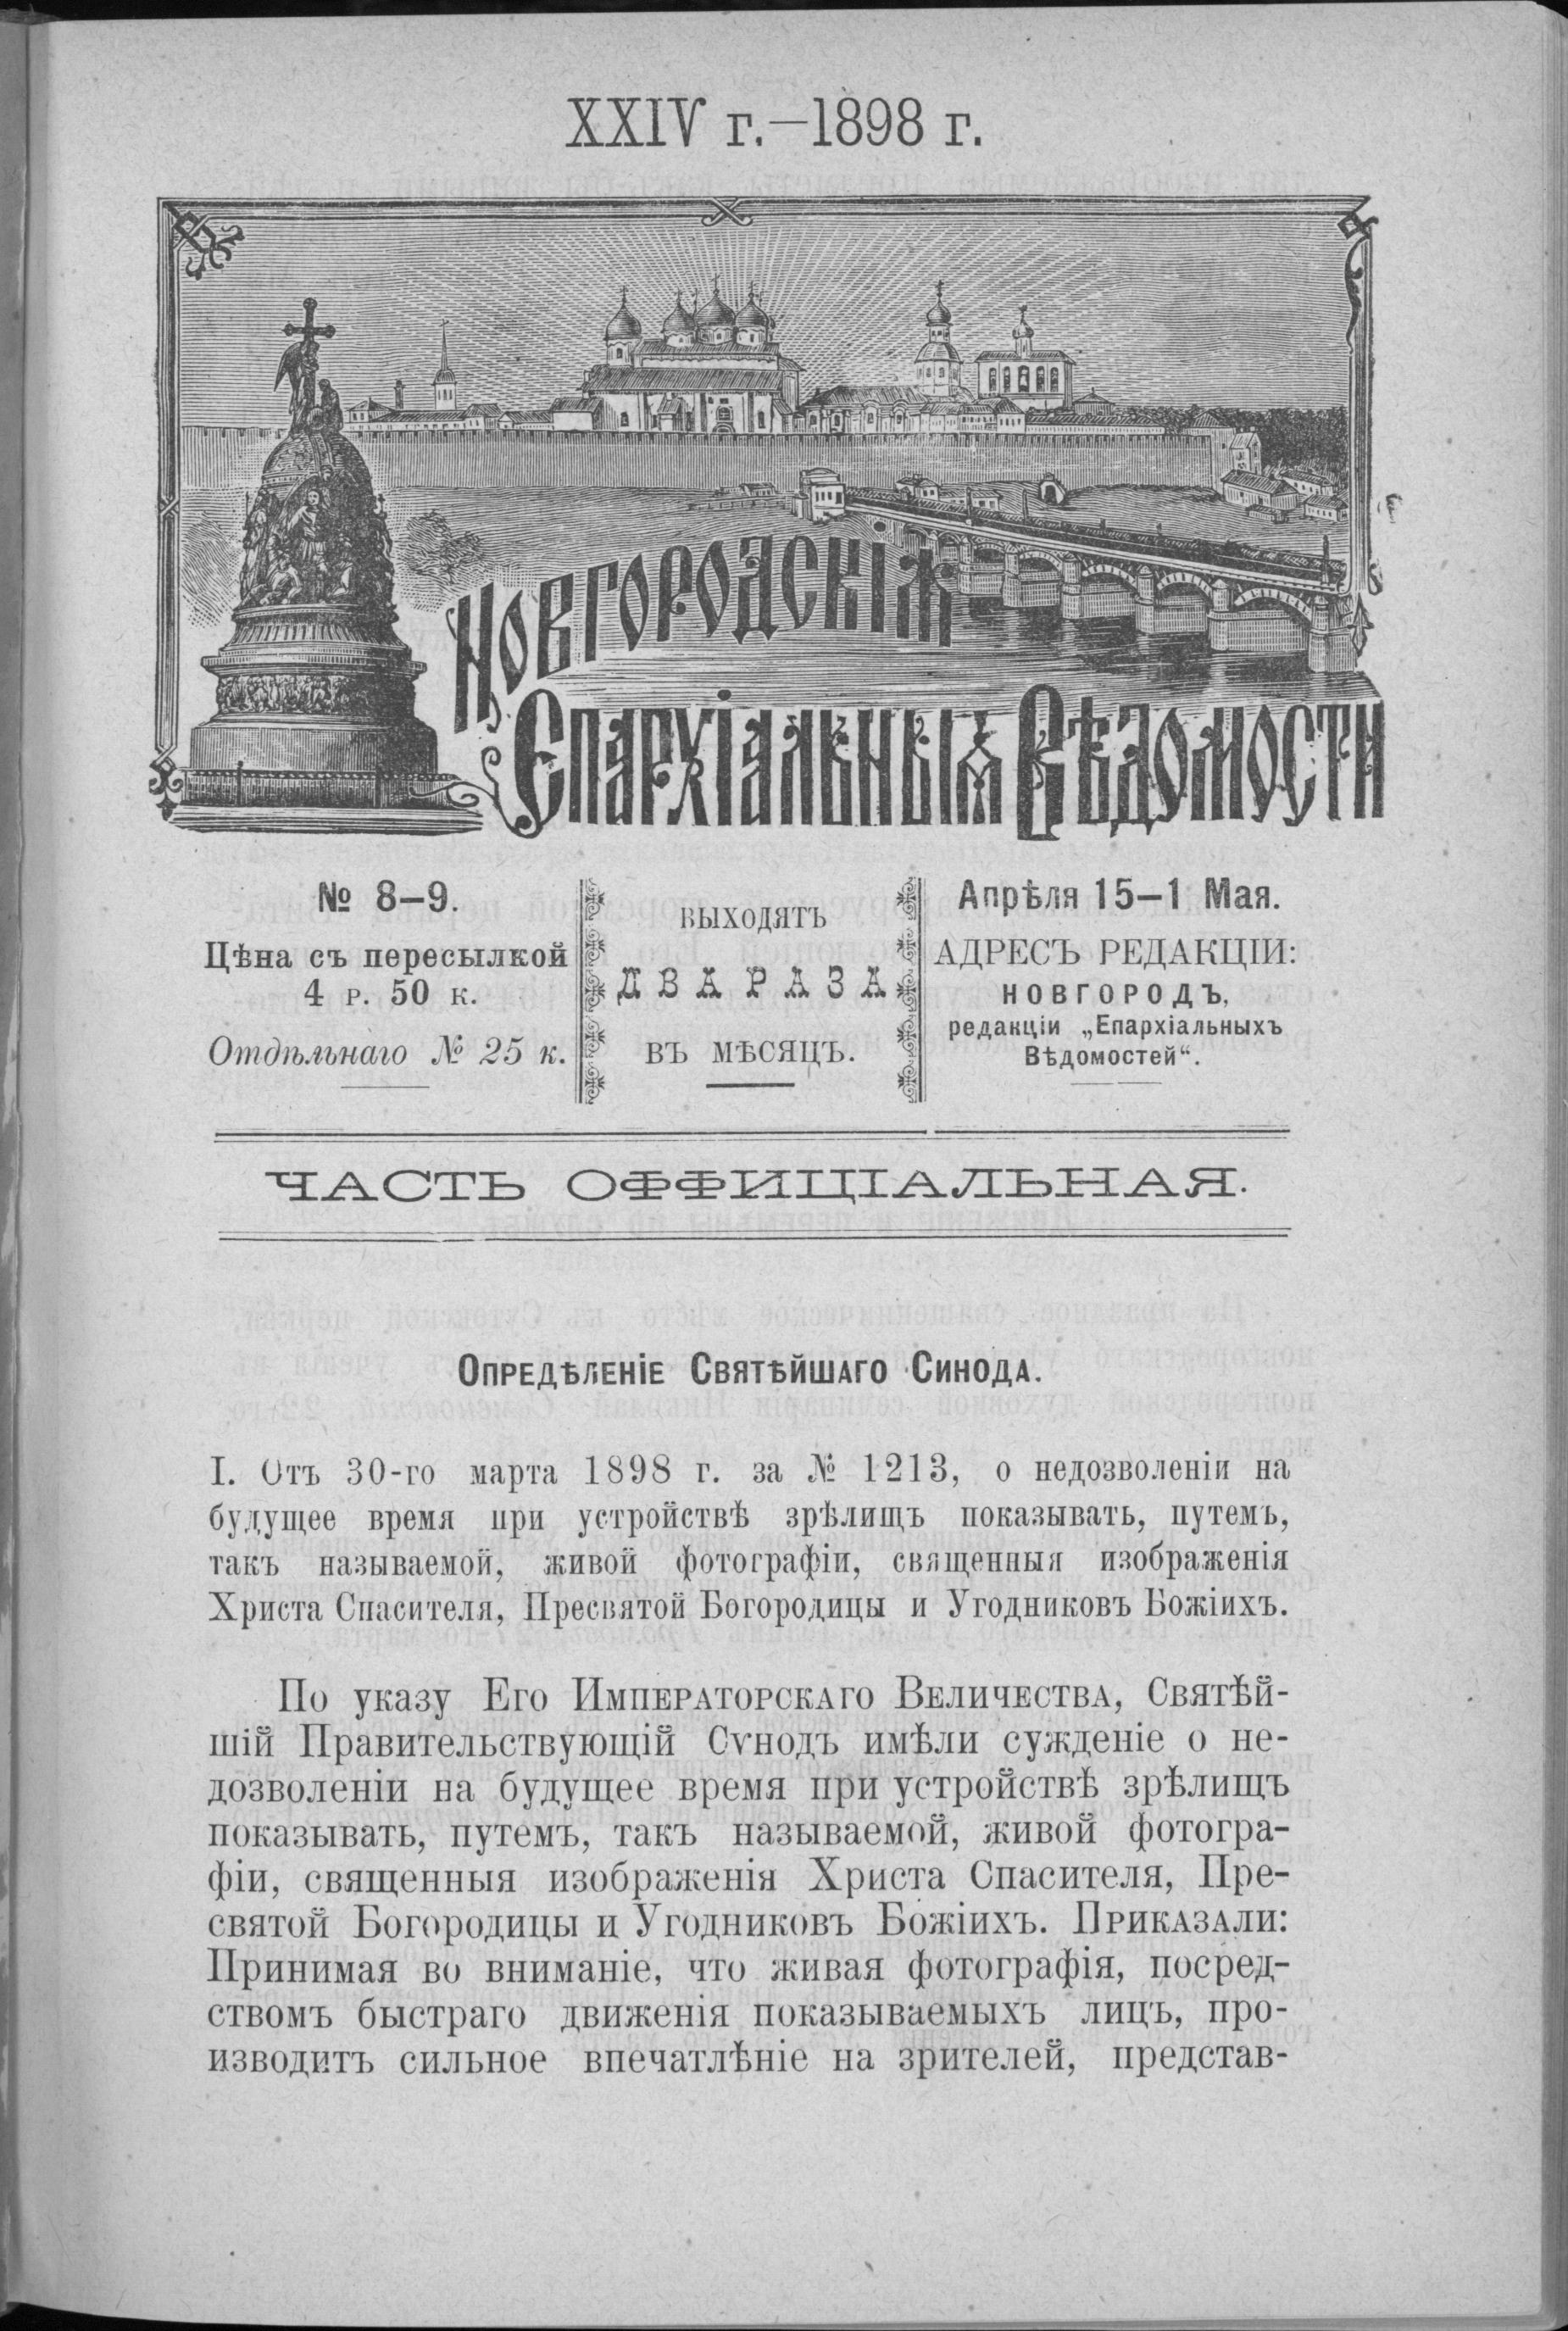 XXIV г.—1898 г.
Новгородскія
Епархіальныя Вѣдомости
№ 8—9.
Цѣна съ пересылкой
4 р. 50 к.
Отдѣльнаго № 25 к.
ВЫХОДЯТЪ
ДВА РАЗА
ВЪ МѢСЯЦЪ.
Апрѣля 15—1 Мая.
АДРЕСЪ РЕДАКЦІИ:
НОВГОРОДЪ,
редакціи „Епархіальныхъ
Вѣдомостей“.
ЧАСТЬ ОФФИЦІАЛЬНАЯ.
Опредѣленіе Святѣйшаго Синода.
I. Отъ 30-го марта 1898 г. за № 1213, о недозволеніи на
будущее время при устройствѣ зрѣлищъ показывать, путемъ,
такъ называемой, живой фотографіи, священныя изображенія
Христа Спасителя, Пресвятой Богородицы и Угодниковъ Божіихъ.
По указу Его Императорскаго Величества, Святѣй-
шій Правительствующій Сѵнодъ имѣли сужденіе о не-
дозволеніи на будущее время при устройствѣ зрѣлищъ
показывать, путемъ, такъ называемой, живой фотогра-
фіи, священныя изображенія Христа Спасителя, Пре-
святой Богородицы и Угодниковъ Божіихъ. Приказали:
Принимая во вниманіе, что живая фотографія, посред-
ствомъ быстраго движенія показываемыхъ лицъ, про-
изводитъ сильное впечатлѣніе на зрителей, представ-